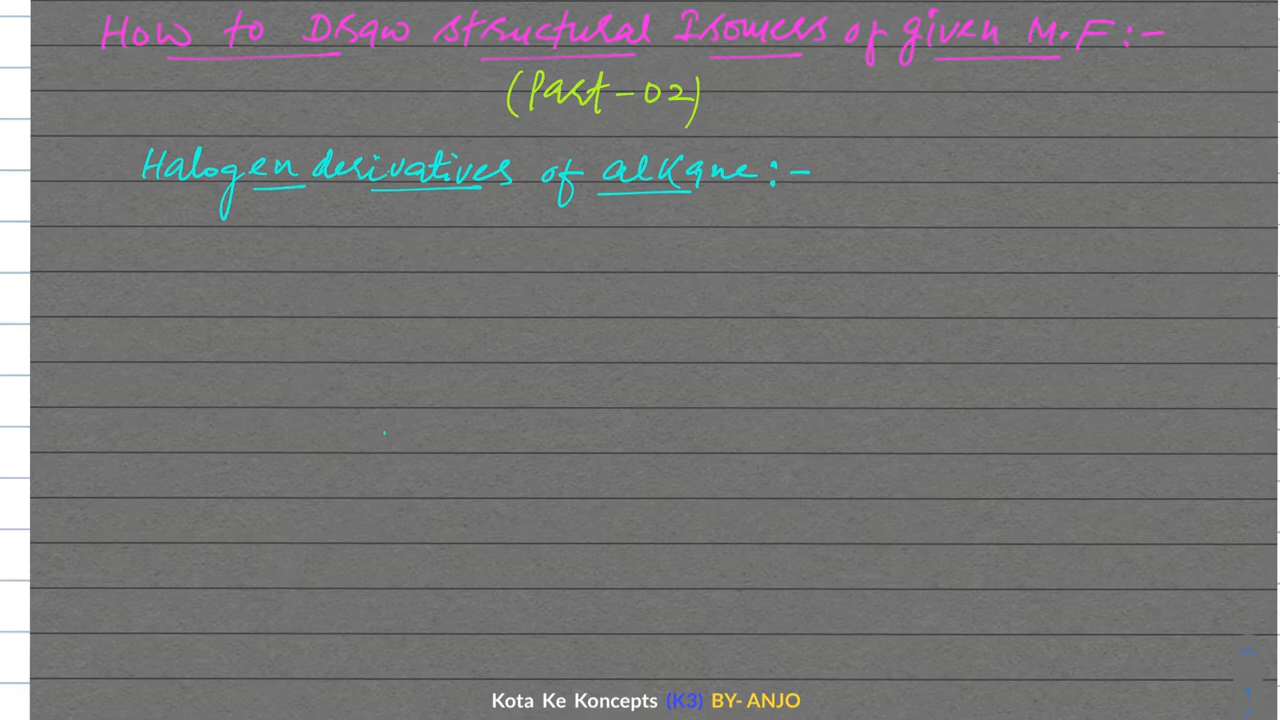 How to Draw structural Isomers of given M.F:-
(Part-02)
Halogen derivatives of alkane:-
Kota Ke Koncepts (K3) BY- ANJO